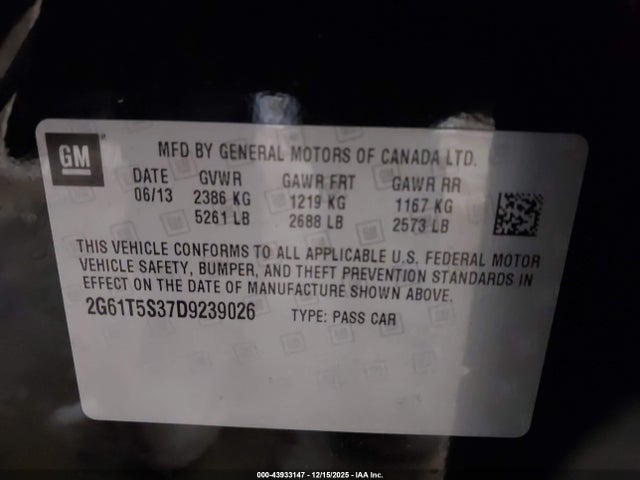 GM
MFD BY GENERAL MOTORS OF CANADA LTD.
DATE GVWR GAWR FRT GAWR RR
06/13 2386 KG 1219 KG 1167 KG
5261 LB 2688 LB 2573 LB
THIS VEHICLE CONFORMS TO ALL APPLICABLE U.S. FEDERAL MOTOR
VEHICLE SAFETY, BUMPER, AND THEFT PREVENTION STANDARDS IN
EFFECT ON THE DATE OF MANUFACTURE SHOWN ABOVE.
2G61T5S37D9239026 TYPE: PASS CAR
000-43933147 - 12/15/2025 - IAA Inc.